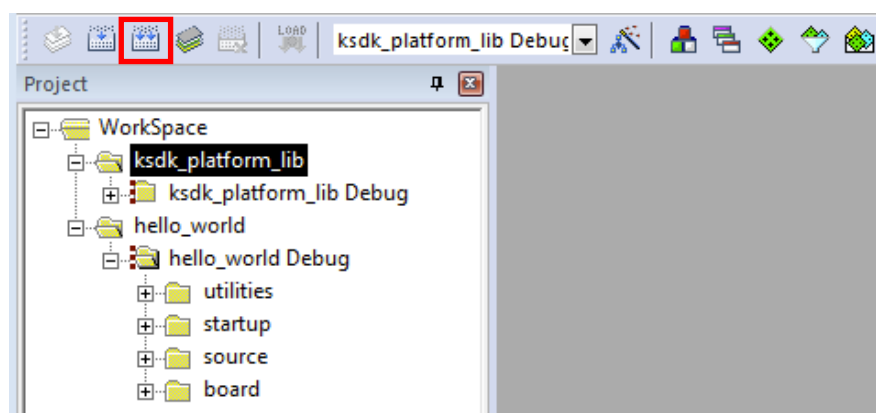 LOAD
ksdk_platform_lib Debug
Project
WorkSpace
ksdk_platform_lib
ksdk_platform_lib Debug
hello_world
hello_world Debug
utilities
startup
source
board